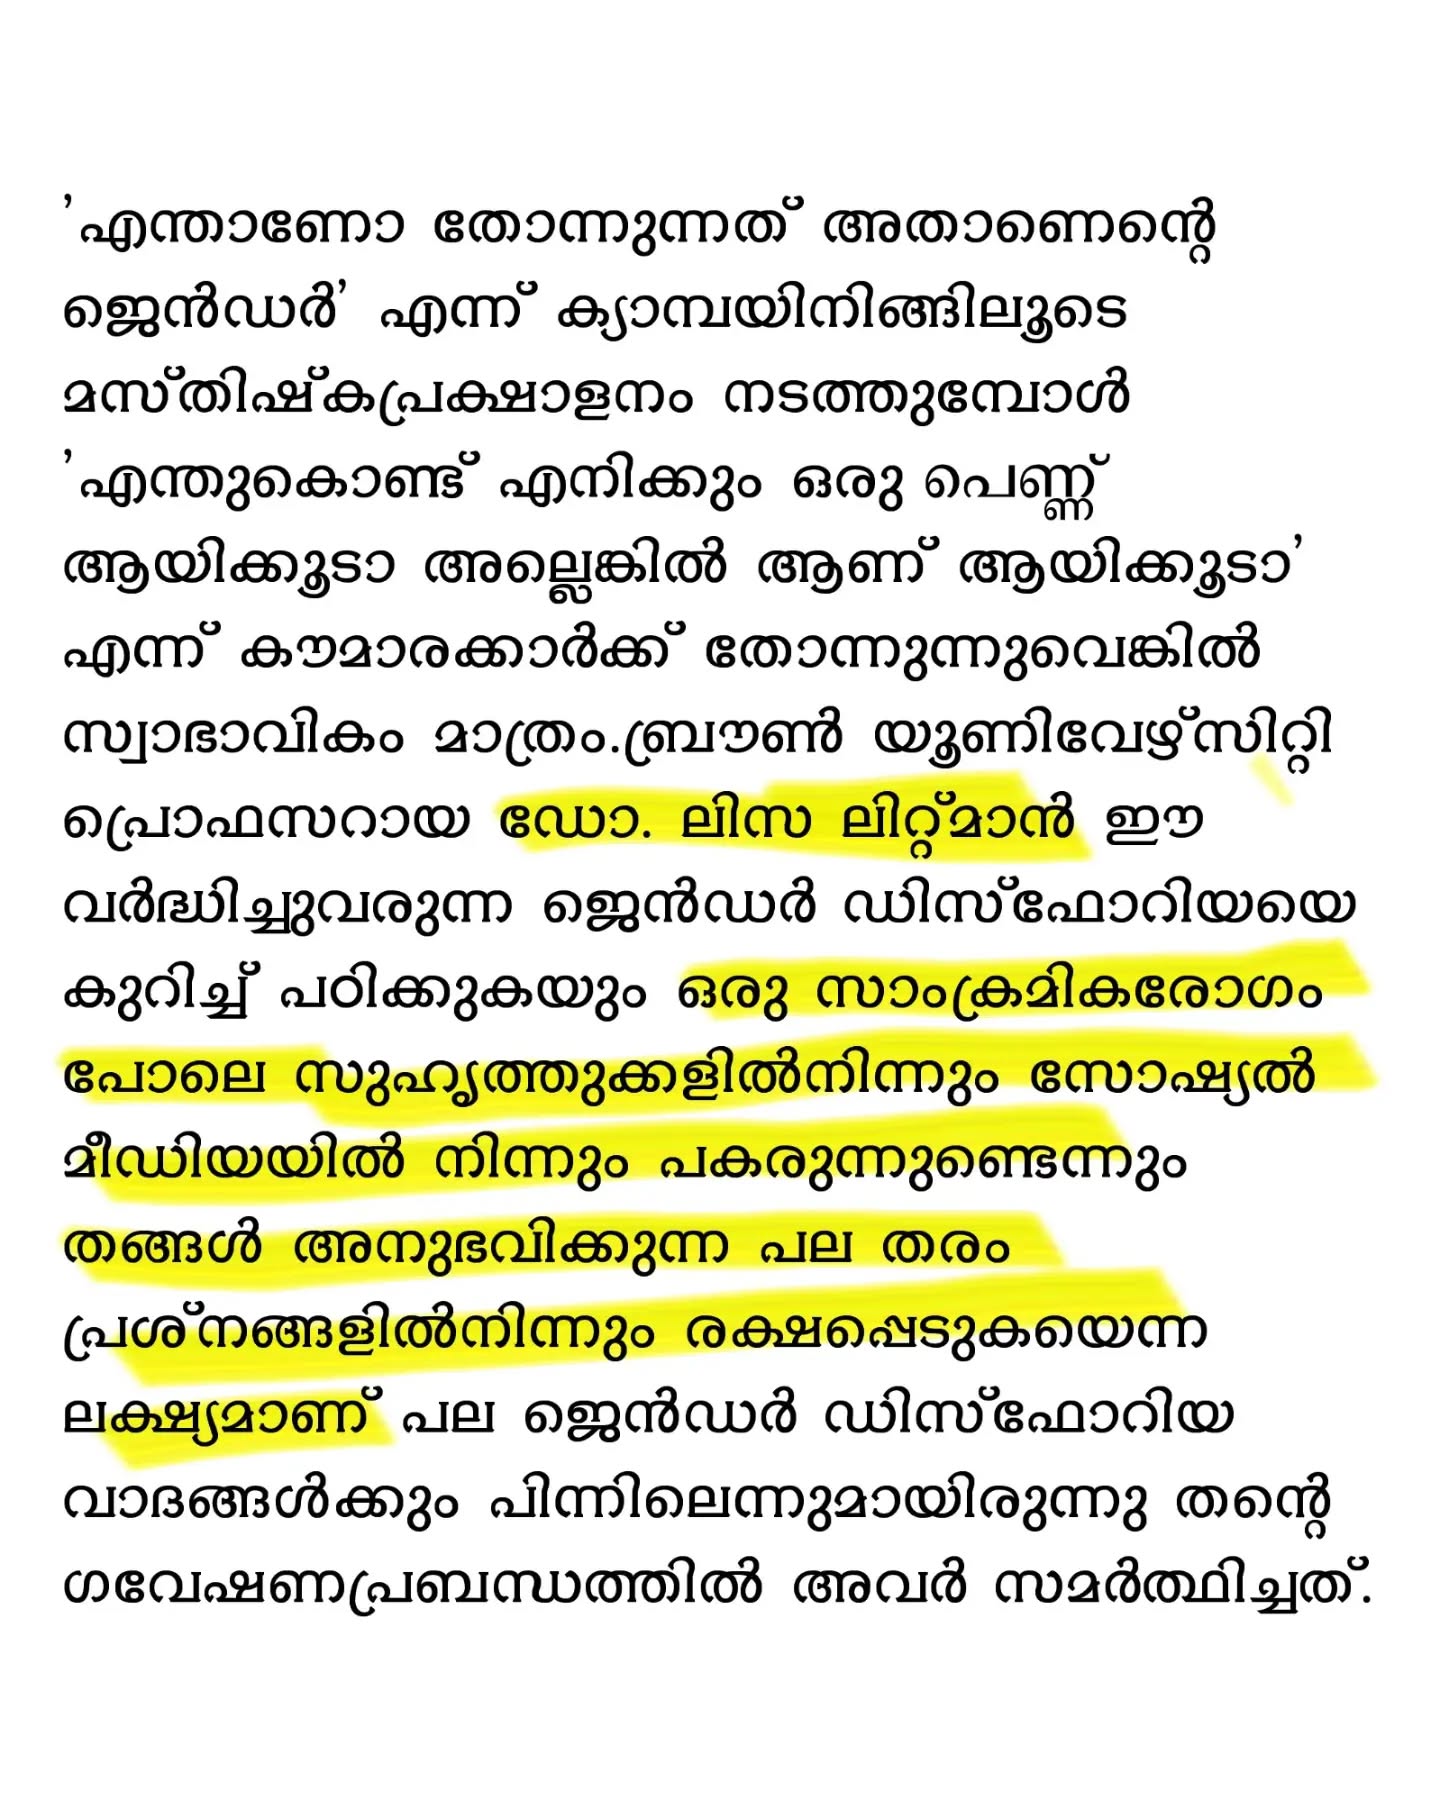 'എന്താണോ തോന്നുന്നത് അതാണെന്റെ
ജെൻഡർ' എന്ന് ക്യാമ്പയിനിങ്ങിലൂടെ
മസ്തിഷ്കപ്രക്ഷാളനം നടത്തുമ്പോൾ
'എന്തുകൊണ്ട് എനിക്കും ഒരു പെണ്ണ്
ആയിക്കൂടാ അല്ലെങ്കിൽ ആണ് ആയിക്കൂടാ'
എന്ന് കൗമാരക്കാർക്ക് തോന്നുന്നുവെങ്കിൽ
സ്വാഭാവികം മാത്രം.ബ്രൗൺ യൂണിവേഴ്സിറ്റി
പ്രൊഫസറായ ഡോ. ലിസ ലിറ്റ്മാൻ ഈ
വർദ്ധിച്ചുവരുന്ന ജെൻഡർ ഡിസ്ഫോറിയയെ
കുറിച്ച് പഠിക്കുകയും ഒരു സാംക്രമികരോഗം
പോലെ സുഹൃത്തുക്കളിൽനിന്നും സോഷ്യൽ
മീഡിയയിൽ നിന്നും പകരുന്നുണ്ടെന്നും
തങ്ങൾ അനുഭവിക്കുന്ന പല തരം
പ്രശ്നങ്ങളിൽനിന്നും രക്ഷപ്പെടുകയെന്ന
ലക്ഷ്യമാണ് പല ജെൻഡർ ഡിസ്ഫോറിയ
വാദങ്ങൾക്കും പിന്നിലെന്നുമായിരുന്നു തന്റെ
ഗവേഷണപ്രബന്ധത്തിൽ അവർ സമർത്ഥിച്ചത്.